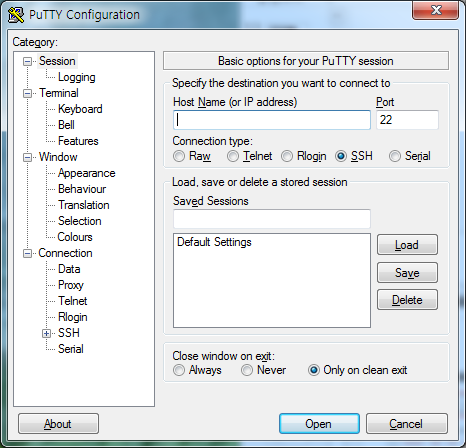 PuTTY Configuration
Category:
Session
Logging
Terminal
Keyboard
Bell
Features
Window
Appearance
Behaviour
Translation
Selection
Colours
Connection
Data
Proxy
Telnet
Rlogin
SSH
Serial
Basic options for your PuTTY session
Specify the destination you want to connect to
Host Name (or IP address) Port
22
Connection type:
Raw Telnet Rlogin SSH Serial
Load, save or delete a stored session
Saved Sessions
Default Settings
Load
Save
Delete
Close window on exit:
Always Never Only on clean exit
About Open Cancel